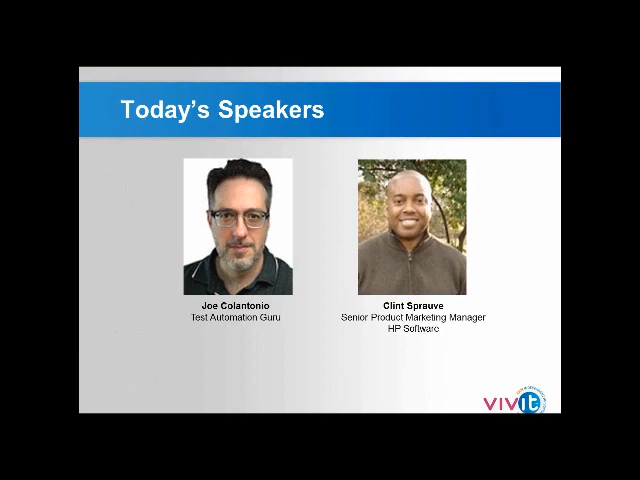 Today's Speakers
Joe Colantonio
Test Automation Guru
Clint Sprauve
Senior Product Marketing Manager
HP Software
VIVIT